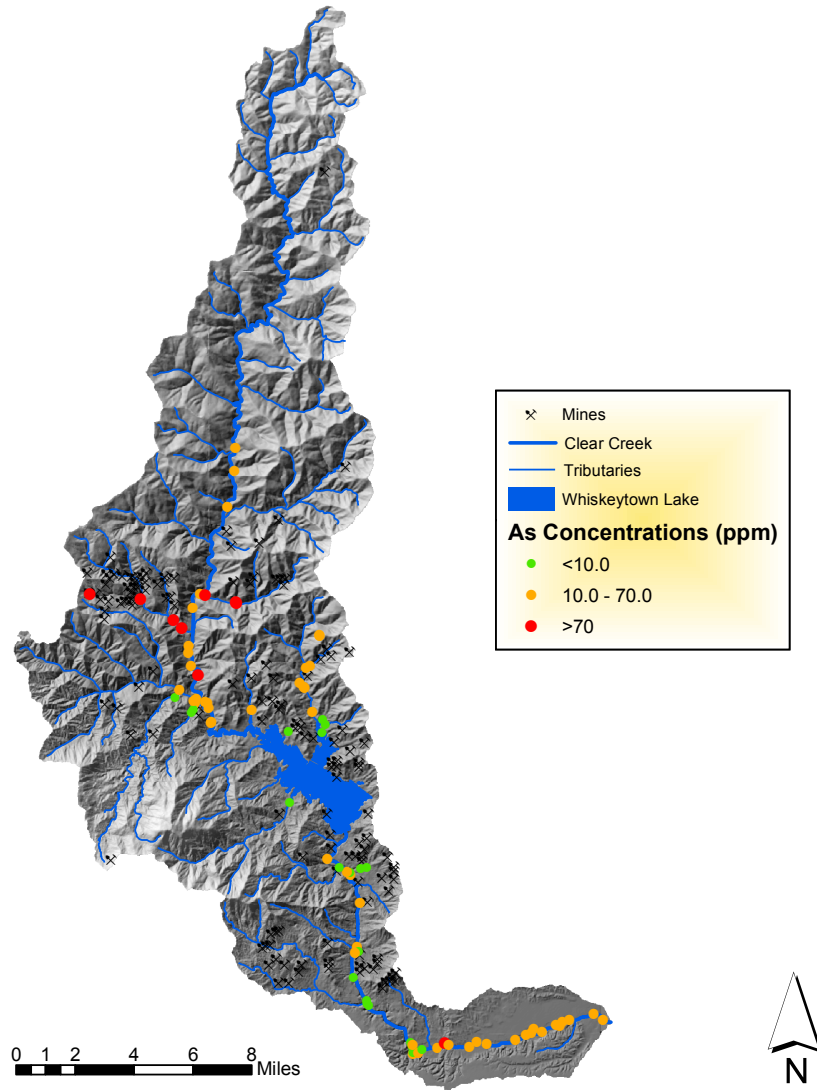 Mines
Clear Creek
Tributaries
Whiskeytown Lake
As Concentrations (ppm)
<10.0
10.0 - 70.0
>70
0 2 4 6 8
Miles
N